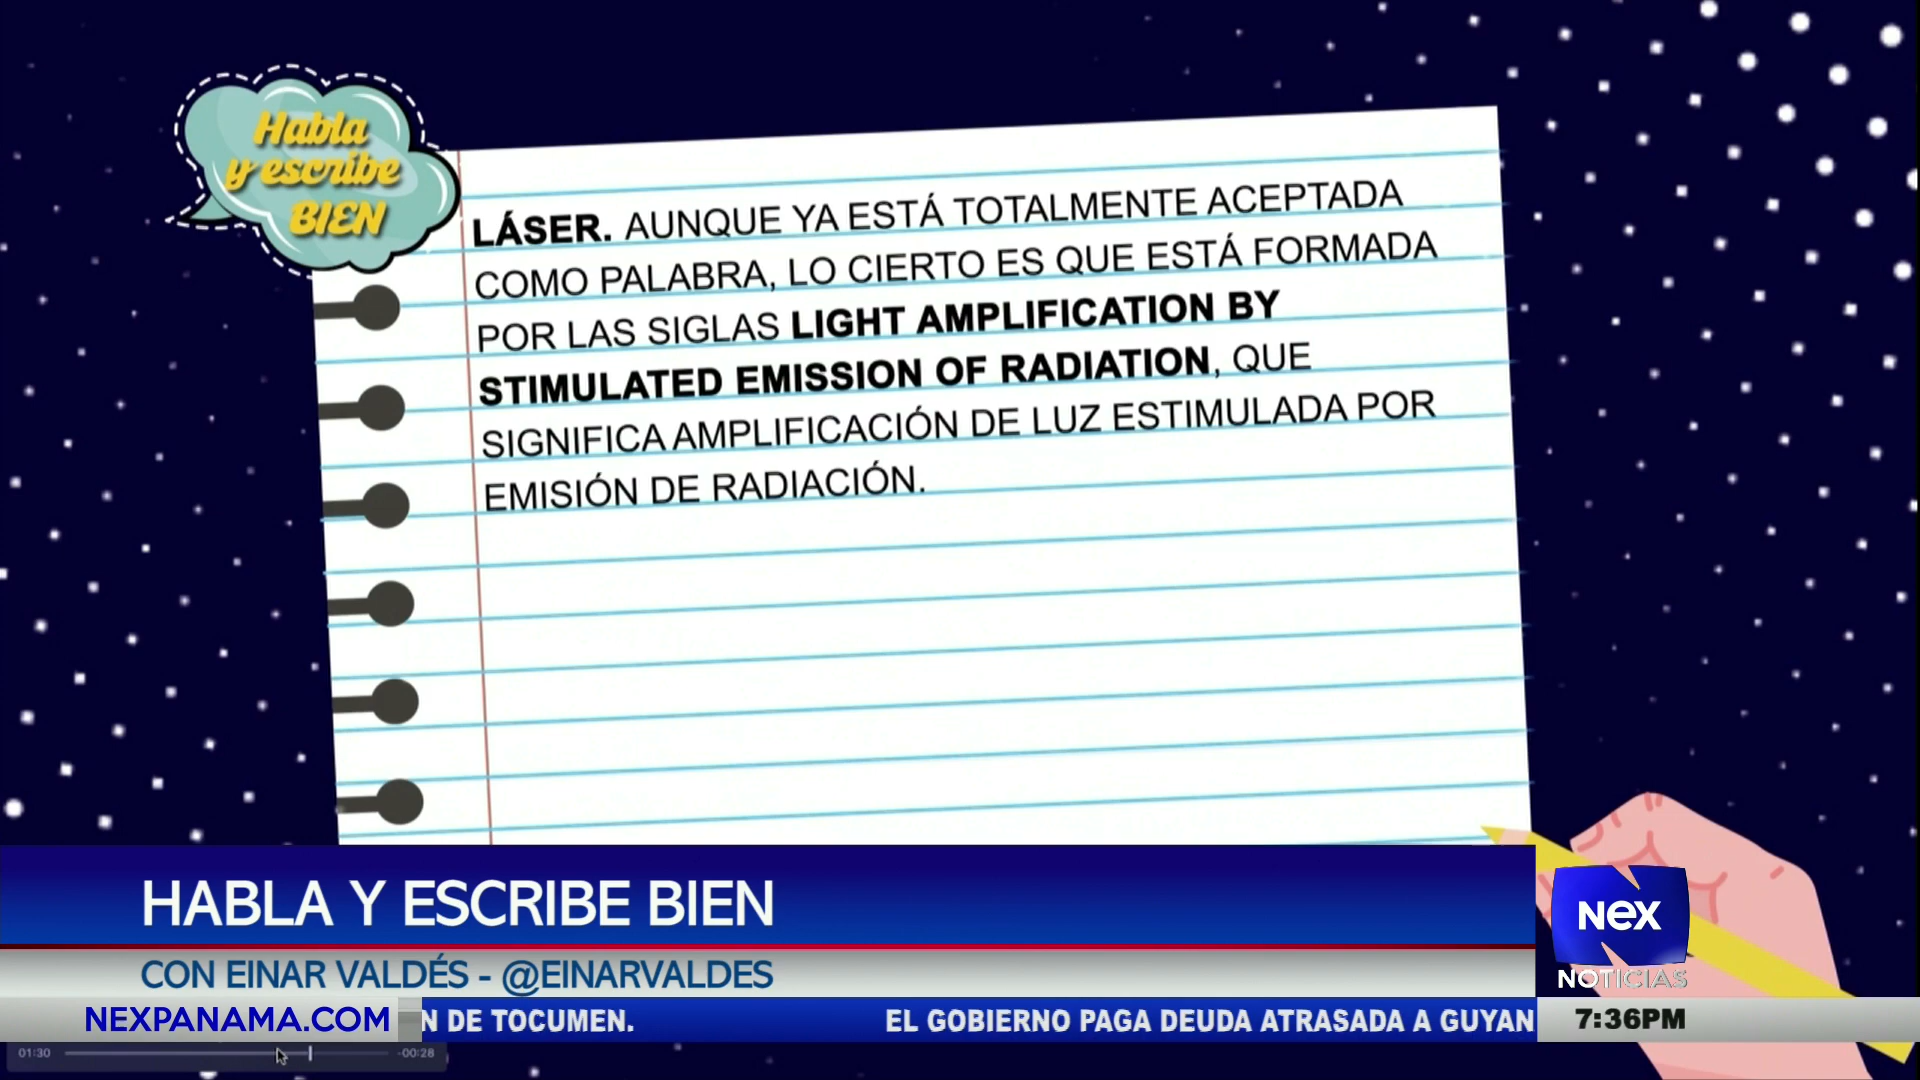 Habla
y escribe
BIEN
LÁSER. AUNQUE YA ESTÁ TOTALMENTE ACEPTADA
COMO PALABRA, LO CIERTO ES QUE ESTÁ FORMADA
POR LAS SIGLAS LIGHT AMPLIFICATION BY
STIMULATED EMISSION OF RADIATION, QUE
SIGNIFICA AMPLIFICACIÓN DE LUZ ESTIMULADA POR
EMISIÓN DE RADIACIÓN.
HABLA Y ESCRIBE BIEN
CON EINAR VALDÉS - @EINARVALDES
NEX
NOTICIAS
NEXPANAMA.COM
N DE TOCUMEN. EL GOBIERNO PAGA DEUDA ATRASADA A GUYAN
7:36PM
01:30 -00:28